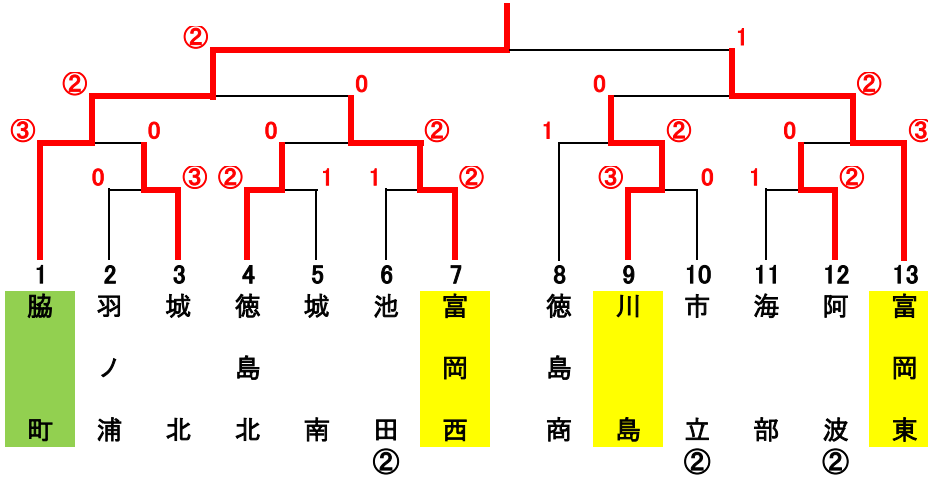 ② 1
② 0 0 ②
③ 0 0 ② 1 ② 0 ③
0 ③ ② 1 1 ② ③ 0 1 ②
1 2 3 4 5 6 7 8 9 10 11 12 13
脇町
羽ノ浦
城北
徳島北
城南
池田②
富岡西
徳島商
川島
市立②
海部
阿波②
富岡東